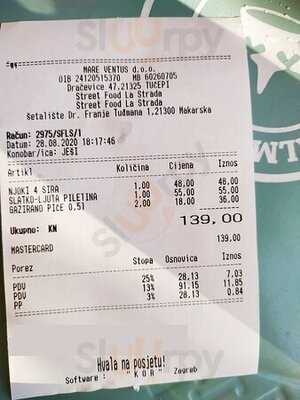 MARE VENTUS d.o.o.
OIB 24120515370 MB 60260705
Dračevice 47,21325 TUČEPI
Street Food La Strada
Street Food La Strada
šetalište Dr. Franje Tuđmana 1,21300 Makarska
Račun: 2975/SFLS/1
Datum: 28.08.2020 18:17:46
Konobar/ica: JEŠI
Artikl Količina Cijena Iznos
NJOKI 4 SIRA 1,00 48,00 48,00
SLATKO-LJUTA PILETINA 1,00 55,00 55,00
GAZIRANO PIĆE 0,5l 2,00 18,00 36,00
Ukupno: KN 139,00
MASTERCARD 139,00
Porez Stopa Osnovica Iznos
PDV 25% 28.13 7.03
PDV 13% 91.15 11.85
PP 3% 28.13 0.84
Hvala na posjetu!
Software : "KOR" Zagreb